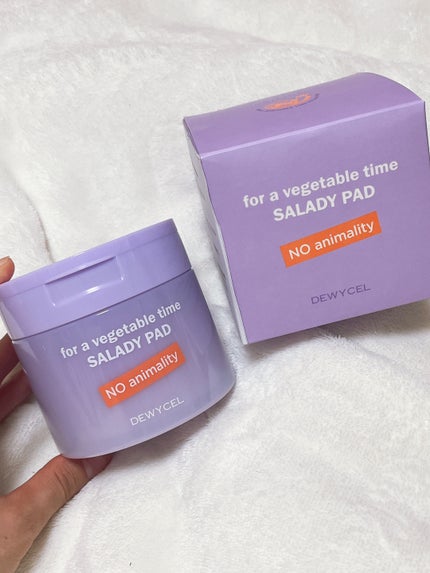 for a vegetable time
SALADY PAD
NO animality
DEWYCEL
for a vegetable time
SALADY PAD
NO animality
DEWYCEL